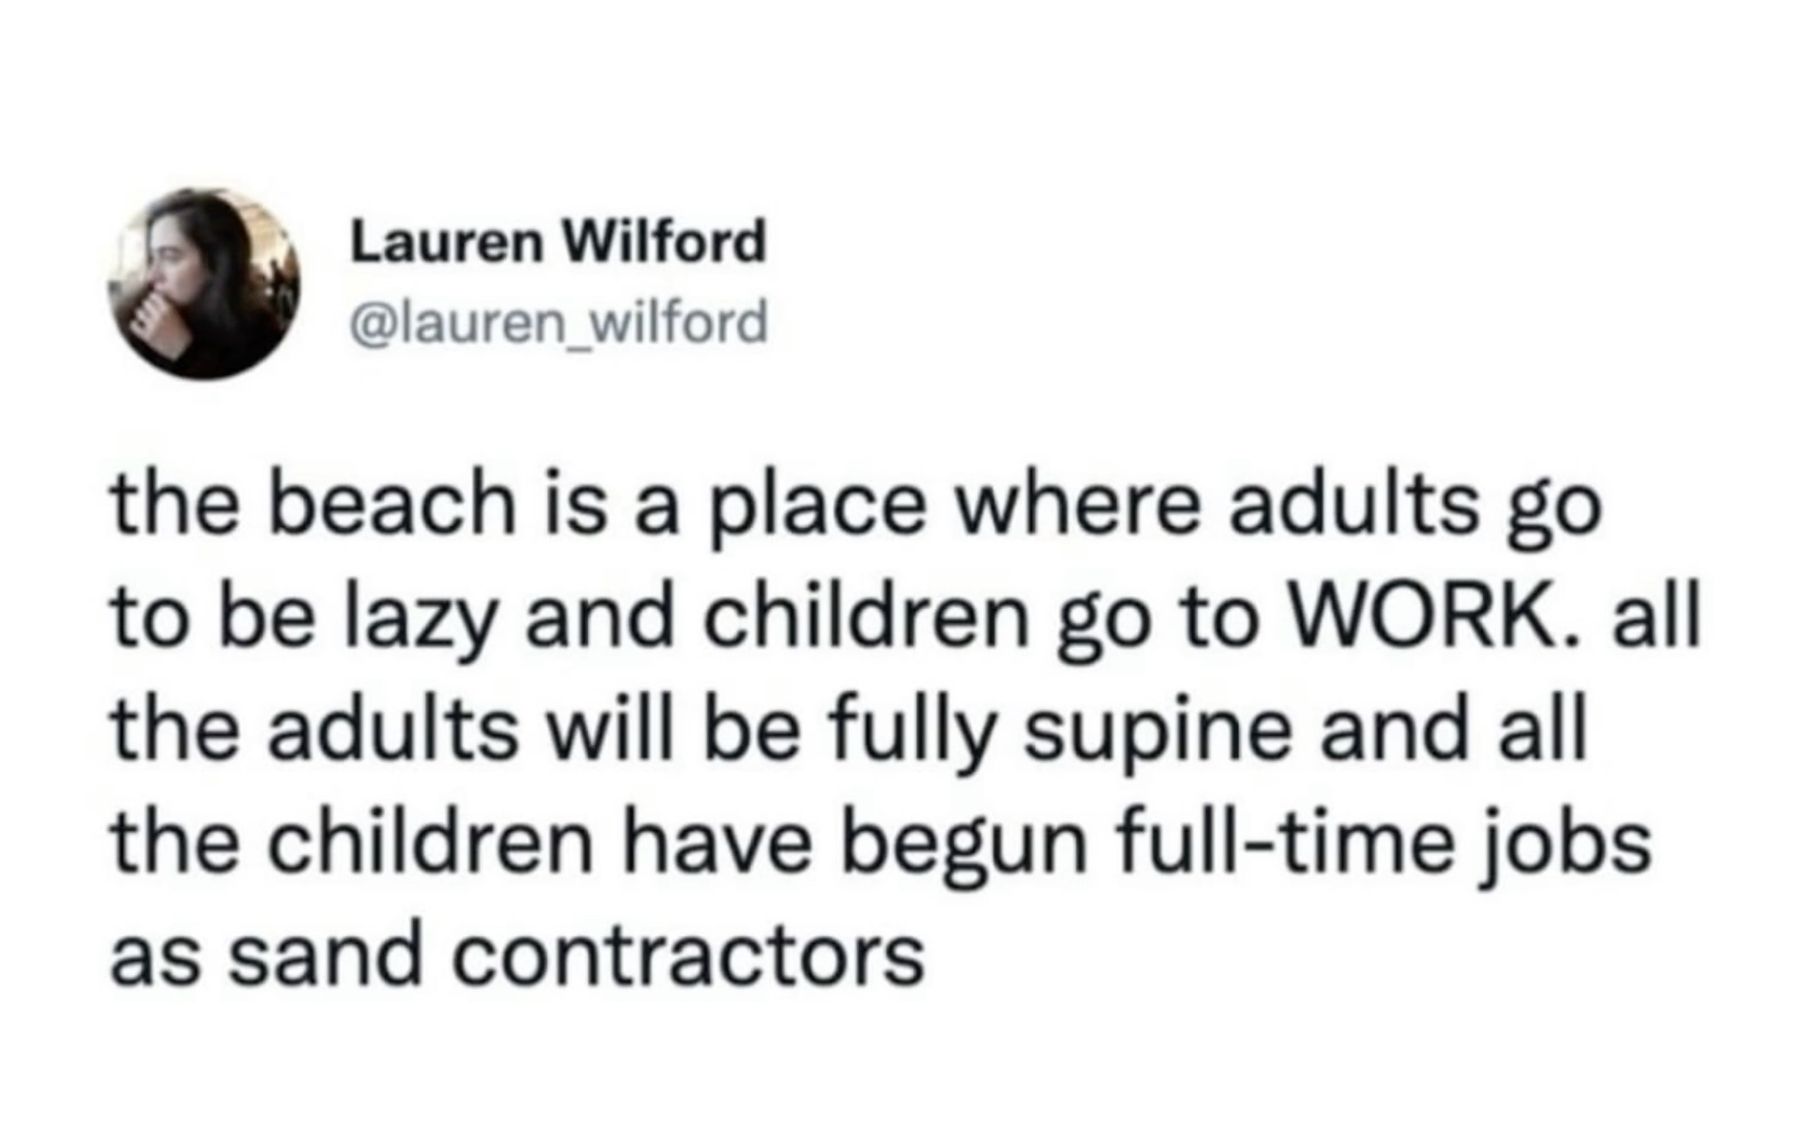 Lauren Wilford
@lauren_wilford
the beach is a place where adults go
to be lazy and children go to WORK. all
the adults will be fully supine and all
the children have begun full-time jobs
as sand contractors